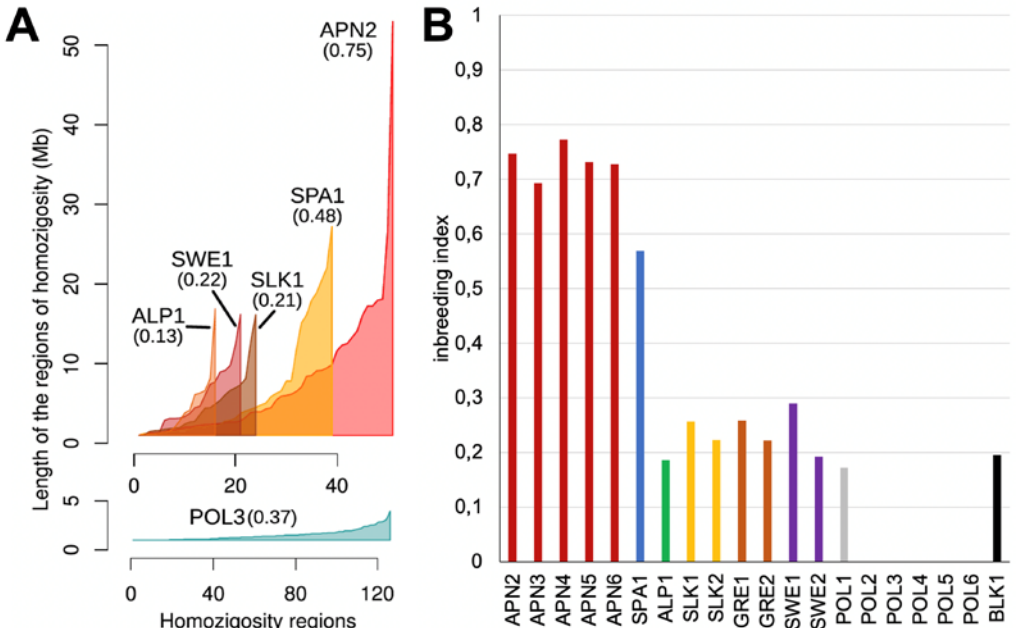 A
Length of the regions of homozigosity (Mb)
50
40
30
20
10
0
APN2
(0.75)
SPA1
(0.48)
SWE1
(0.22)
SLK1
(0.21)
ALP1
(0.13)
0 20 40
5
0
POL3(0.37)
0 40 80 120
Homozigosity regions
B
inbreeding index
1
0,9
0,8
0,7
0,6
0,5
0,4
0,3
0,2
0,1
0
APN2
APN3
APN4
APN5
APN6
SPA1
ALP1
SLK1
SLK2
GRE1
GRE2
SWE1
SWE2
POL1
POL2
POL3
POL4
POL5
POL6
BLK1